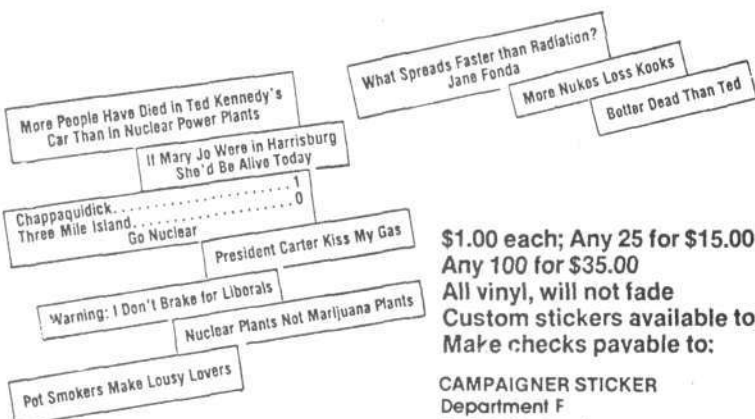 What Spreads Faster than Radiation?
Jane Fonda
More Nukes Loss Kooks
Botter Dead Than Ted
More People Have Died in Ted Kennedy's
Car Than In Nuclear Power Plants
If Mary Jo Were in Harrisburg
She'd Be Alive Today
Chappaquidick......................1
Three Mile Island...................0
Go Nuclear
President Carter Kiss My Gas
Warning: I Don't Brake for Liborals
Nuclear Plants Not Marijuana Plants
Pot Smokers Make Lousy Lovers
$1.00 each; Any 25 for $15.00
Any 100 for $35.00
All vinyl, will not fade
Custom stickers available to
Make checks payable to:
CAMPAIGNER STICKER
Department F